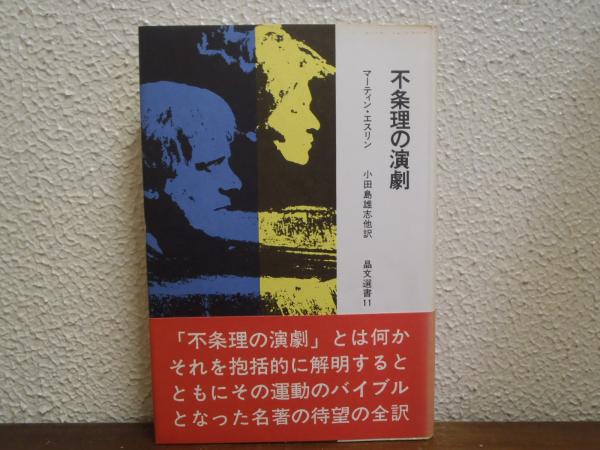 不条理の演劇
マーティン・エスリン
小田島雄志他訳
晶文選書11
「不条理の演劇」とは何か
それを抱括的に解明すると
ともにその運動のバイブル
となった名著の待望の全訳